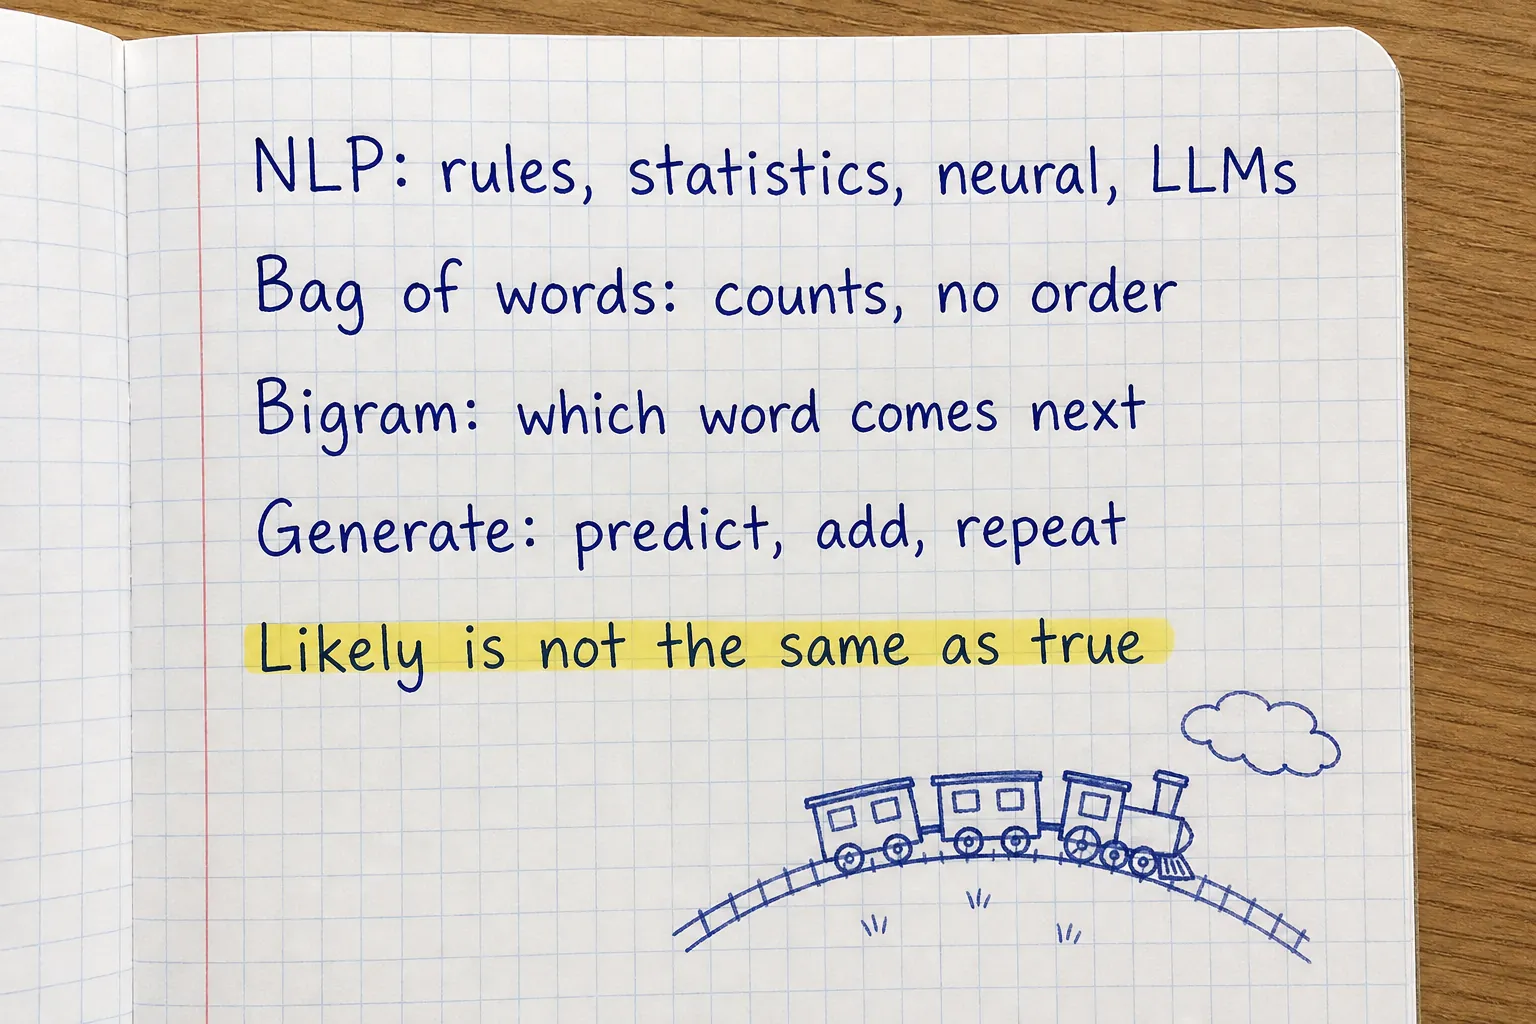 NLP: rules, statistics, neural, LLMs
Bag of words: counts, no order
Bigram: which word comes next
Generate: predict, add, repeat
Likely is not the same as true